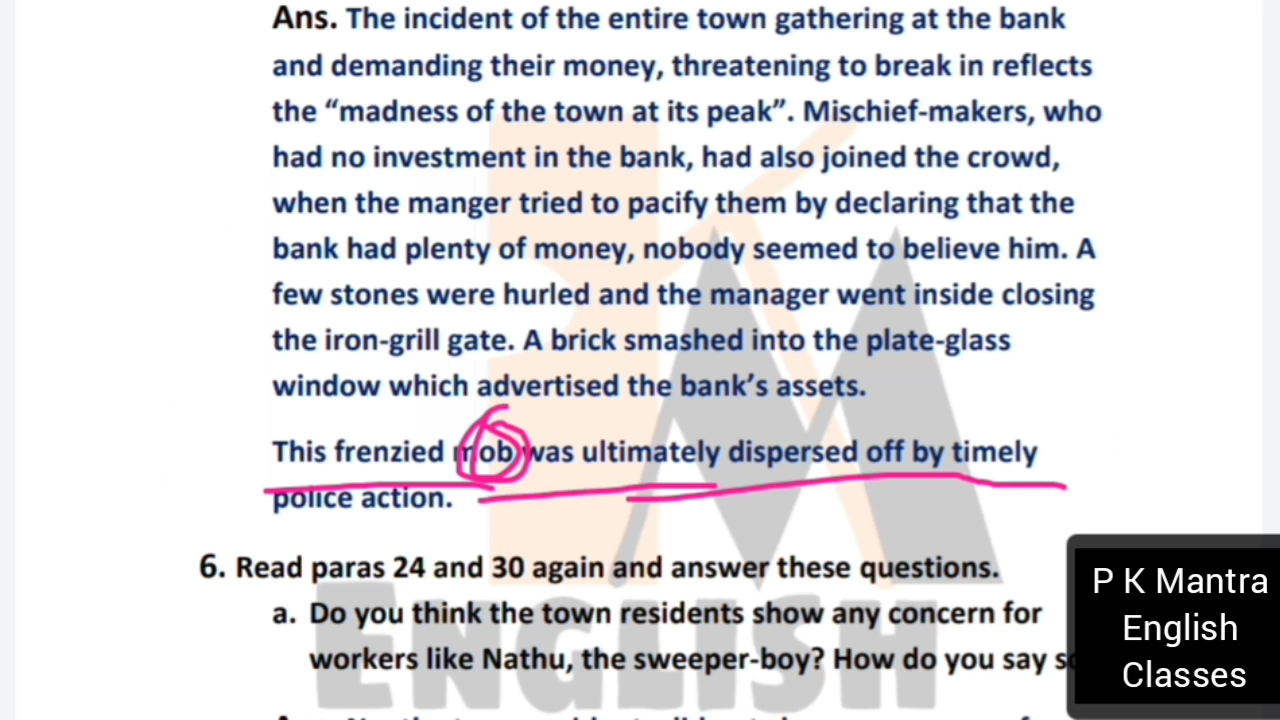 Ans. The incident of the entire town gathering at the bank
and demanding their money, threatening to break in reflects
the “madness of the town at its peak”. Mischief-makers, who
had no investment in the bank, had also joined the crowd,
when the manger tried to pacify them by declaring that the
bank had plenty of money, nobody seemed to believe him. A
few stones were hurled and the manager went inside closing
the iron-grill gate. A brick smashed into the plate-glass
window which advertised the bank’s assets.
This frenzied mob was ultimately dispersed off by timely
police action.
6. Read paras 24 and 30 again and answer these questions.
a. Do you think the town residents show any concern for
workers like Nathu, the sweeper-boy? How do you say
P K Mantra
English
Classes
ENGLISH